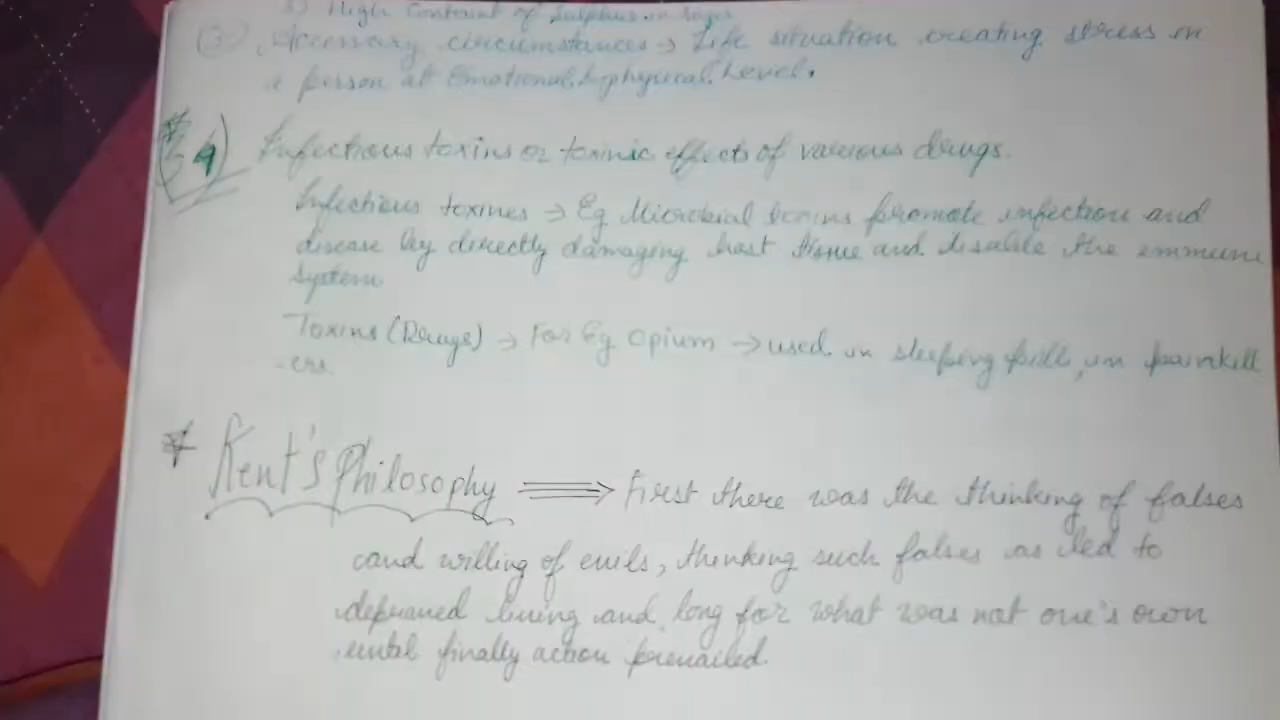 3) High Content of Sulphur in
(3) Accessary circumstances → Life situation creating stress in
a person at Emotional & physical Level.
4) Infectious toxins or toxinic effects of various drugs.
Infectious toxines → Eg Microbial toxins promote infection and
disease by directly damaging host tissue and disable the immune
system
Toxins (Drugs) → For Eg Opium → used in sleeping pill, in painkill
-ers.
* Kent's Philosophy ⟹ First there was the thinking of falses
and willing of evils, thinking such falses as led to
depraved living and long for what was not one's own
until finally action prevailed.